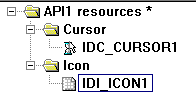 API1 resources *
Cursor
IDC_CURSOR1
Icon
IDI_ICON1